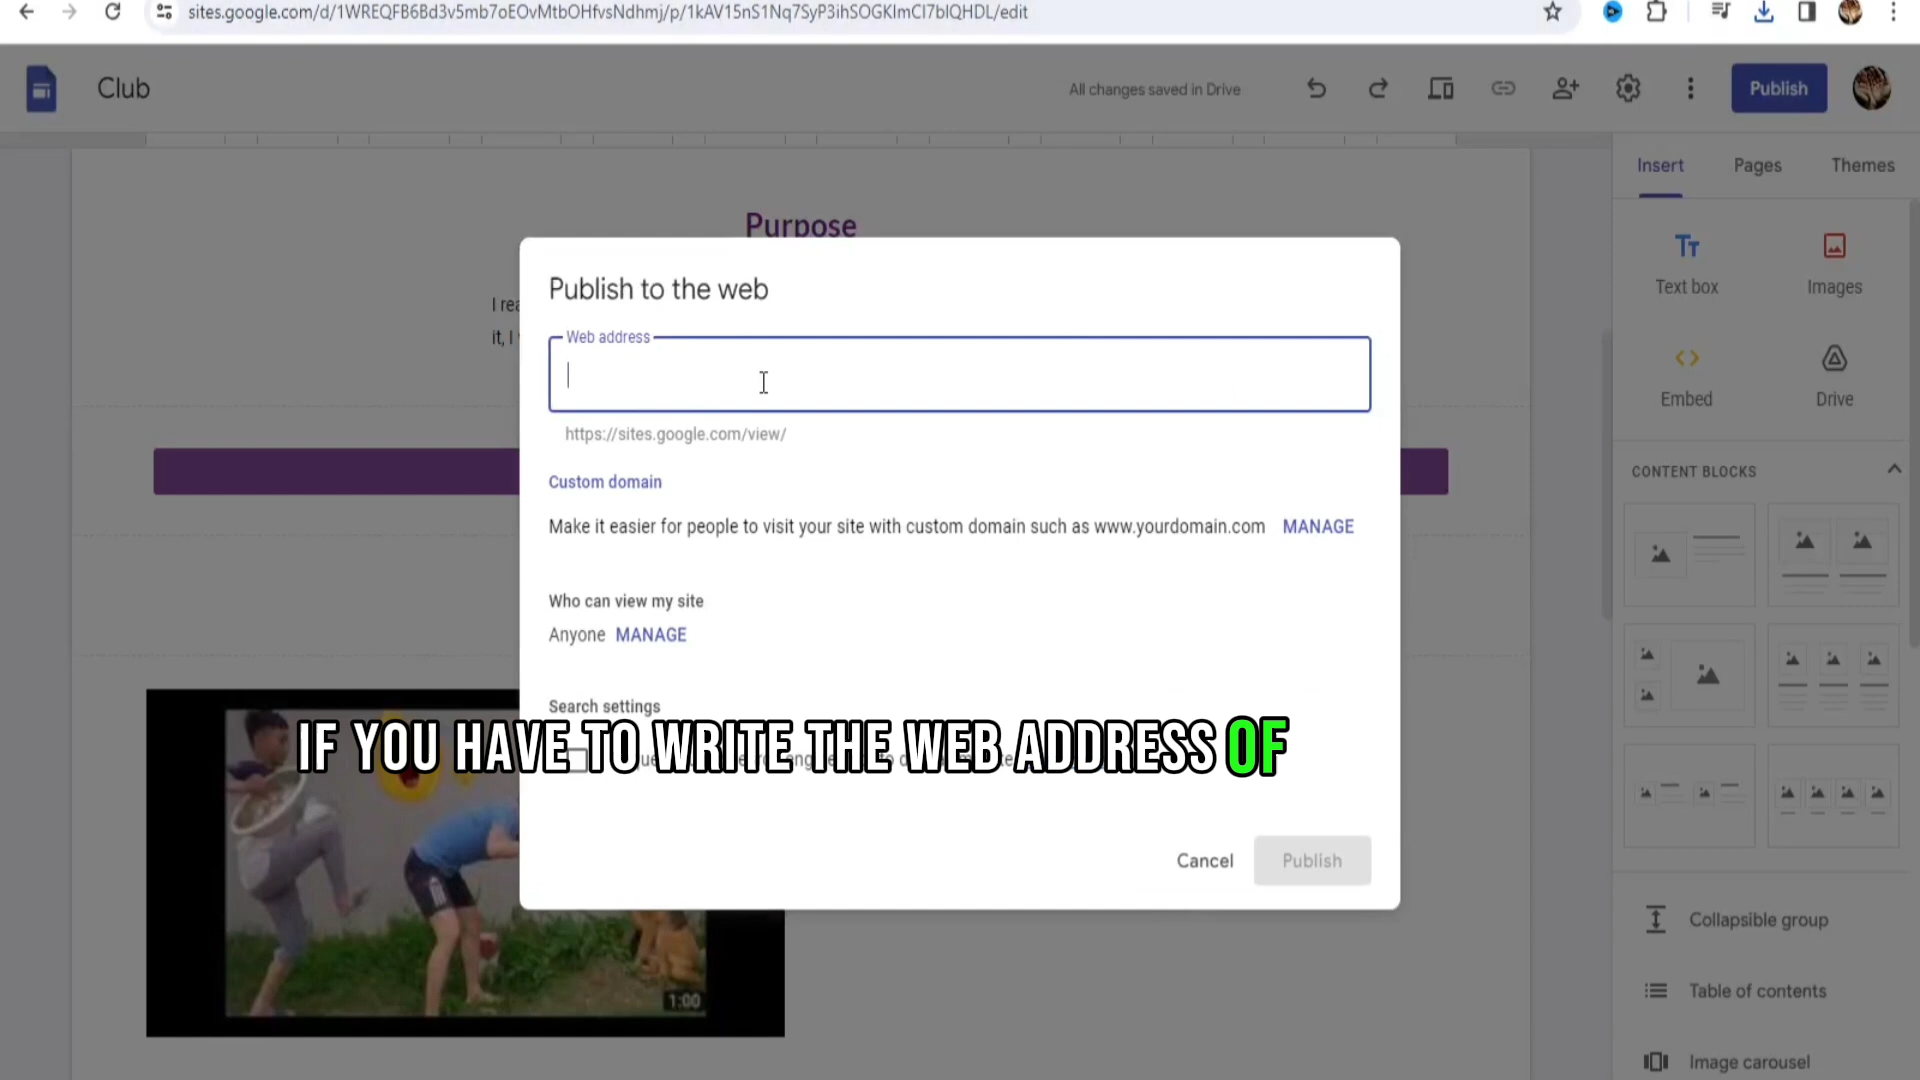 sites.google.com/d/1WREQFB6Bd3v5mb7oEOvMtbOHfvsNdhmj/p/1kAV15nS1Nq7SyP3ihSOGKImCI7blQHDL/edit
Club
All changes saved in Drive
Publish
Insert
Pages
Themes
Purpose
Publish to the web
Web address
https://sites.google.com/view/
Custom domain
Make it easier for people to visit your site with custom domain such as www.yourdomain.com MANAGE
Who can view my site
Anyone MANAGE
Search settings
IF YOU HAVE TO WRITE THE WEB ADDRESS OF
Cancel
Publish
I
it, I
1:00
Text box
Images
Embed
Drive
CONTENT BLOCKS
Collapsible group
Table of contents
Image carousel